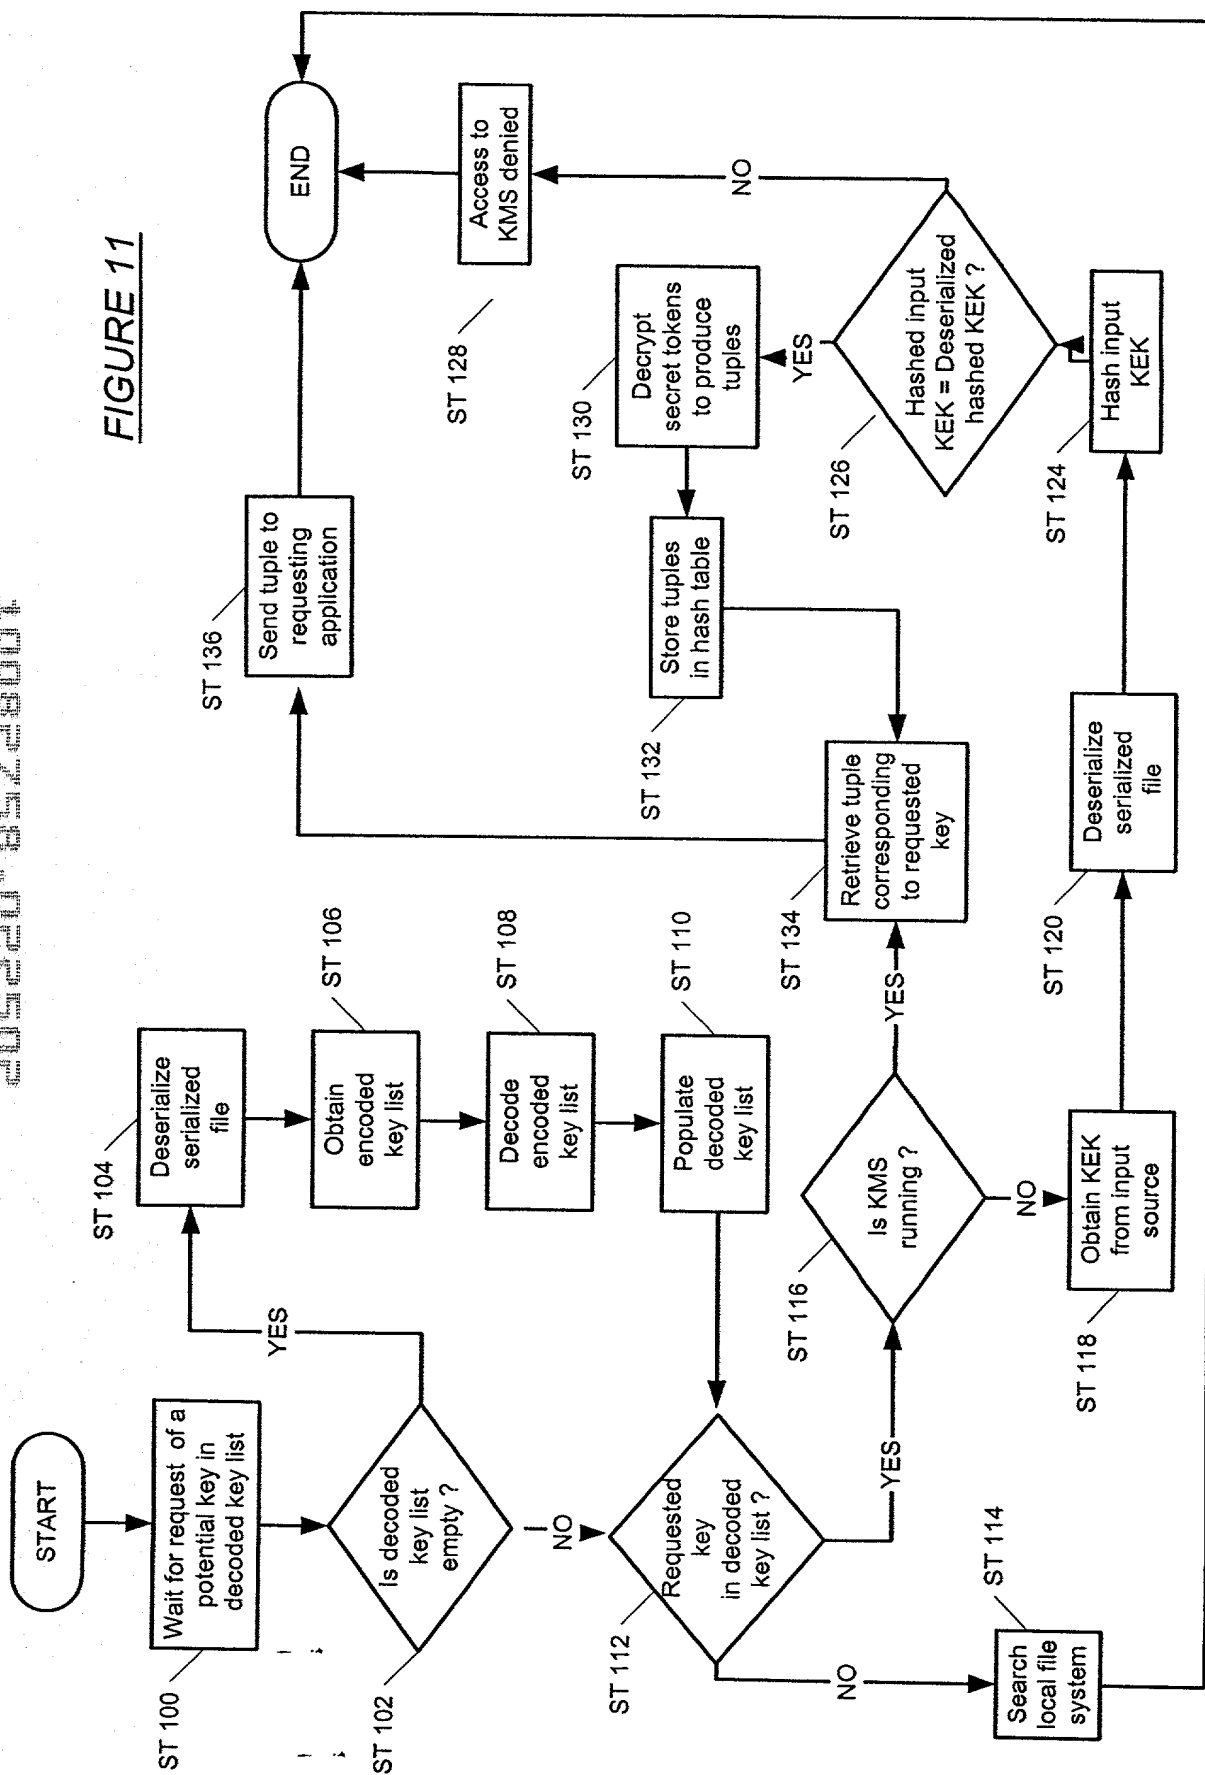 FIGURE 11
START
ST 100
Wait for request of a
potential key in
decoded key list
ST 102
Is decoded
key list
empty ?
YES
NO
ST 104
Deserialize
serialized
file
ST 106
Obtain
encoded
key list
ST 108
Decode
encoded
key list
ST 110
Populate
decoded
key list
ST 112
Requested
key
in decoded
key list ?
NO
YES
ST 114
Search
local file
system
ST 116
Is KMS
running ?
YES
NO
ST 118
Obtain KEK
from input
source
ST 120
Deserialize
serialized
file
ST 124
Hash input
KEK
ST 126
Hashed input
KEK = Deserialized
hashed KEK ?
YES
NO
ST 128
Access to
KMS denied
ST 130
Decrypt
secret tokens
to produce
tuples
ST 132
Store tuples
in hash table
ST 134
Retrieve tuple
corresponding
to requested
key
ST 136
Send tuple to
requesting
application
END